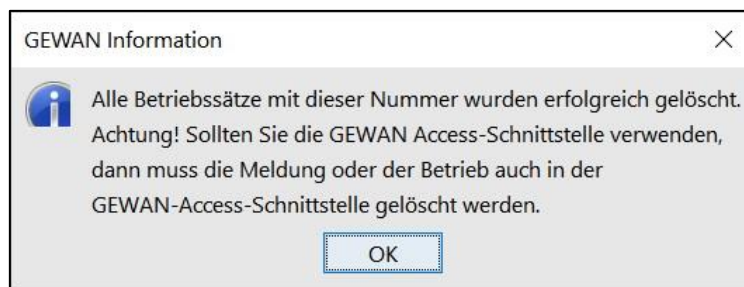 GEWAN Information
Alle Betriebssätze mit dieser Nummer wurden erfolgreich gelöscht.
Achtung! Sollten Sie die GEWAN Access-Schnittstelle verwenden,
dann muss die Meldung oder der Betrieb auch in der
GEWAN-Access-Schnittstelle gelöscht werden.
OK